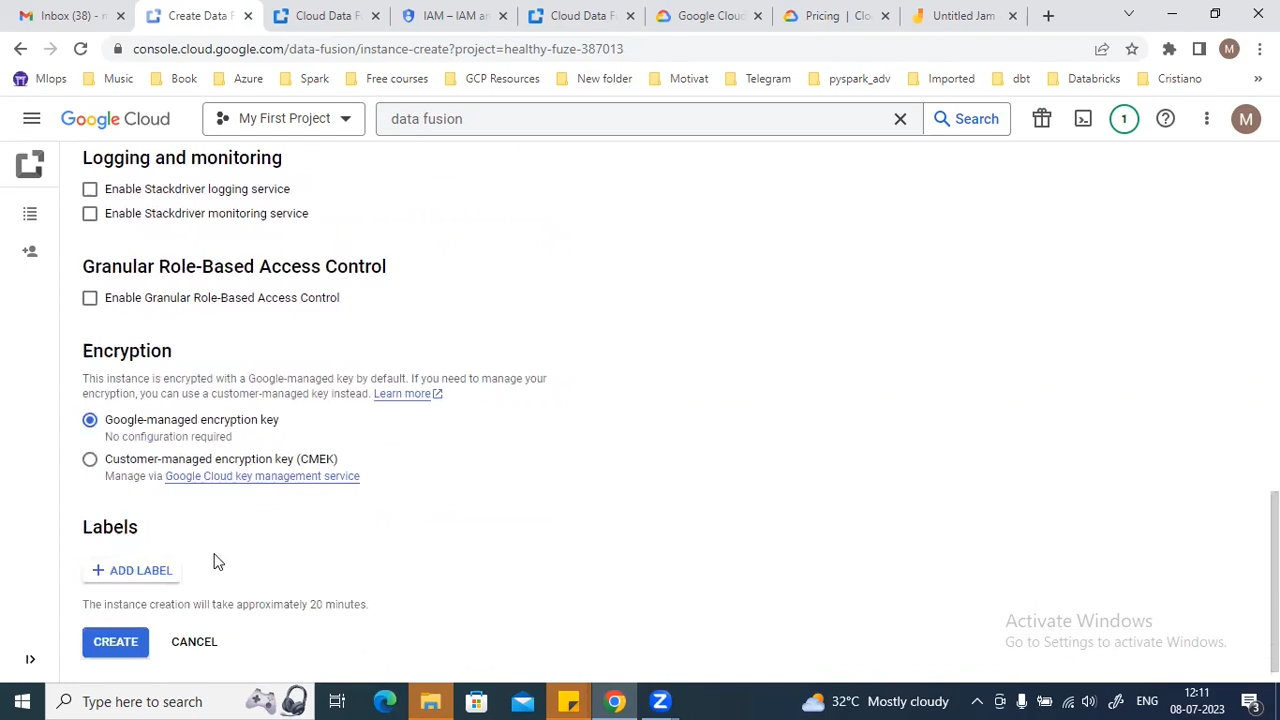 Inbox (38) - m
Create Data F
Cloud Data Fu
IAM – IAM an
Cloud Data F
Google Cloud
Pricing | Clo
Untitled Jam
console.cloud.google.com/data-fusion/instance-create?project=healthy-fuze-387013
M
Mlops
Music
Book
Azure
Spark
Free courses
GCP Resources
New folder
Motivat
Telegram
pyspark_adv
Imported
dbt
Databricks
Cristiano
»
Google Cloud
My First Project
data fusion
Search
1
M
Logging and monitoring
Enable Stackdriver logging service
Enable Stackdriver monitoring service
Granular Role-Based Access Control
Enable Granular Role-Based Access Control
Encryption
This instance is encrypted with a Google-managed key by default. If you need to manage your
encryption, you can use a customer-managed key instead. Learn more
Google-managed encryption key
No configuration required
Customer-managed encryption key (CMEK)
Manage via Google Cloud key management service
Labels
+ ADD LABEL
The instance creation will take approximately 20 minutes.
CREATE CANCEL
Activate Windows
Go to Settings to activate Windows.
Type here to search
32°C Mostly cloudy
ENG
12:11
08-07-2023
3